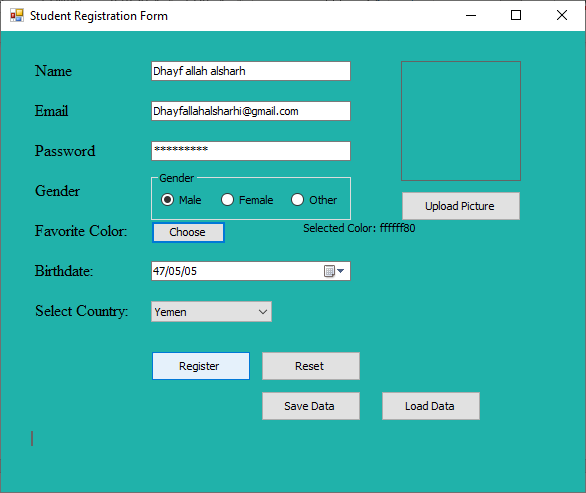 Student Registration Form
Name
Dhayf allah alsharh
Email
Dhayfallahalsharhi@gmail.com
Password
*********
Gender
Gender
Male
Female
Other
Upload Picture
Favorite Color:
Choose
Selected Color: ffffff80
Birthdate:
47/05/05
Select Country:
Yemen
Register
Reset
Save Data
Load Data